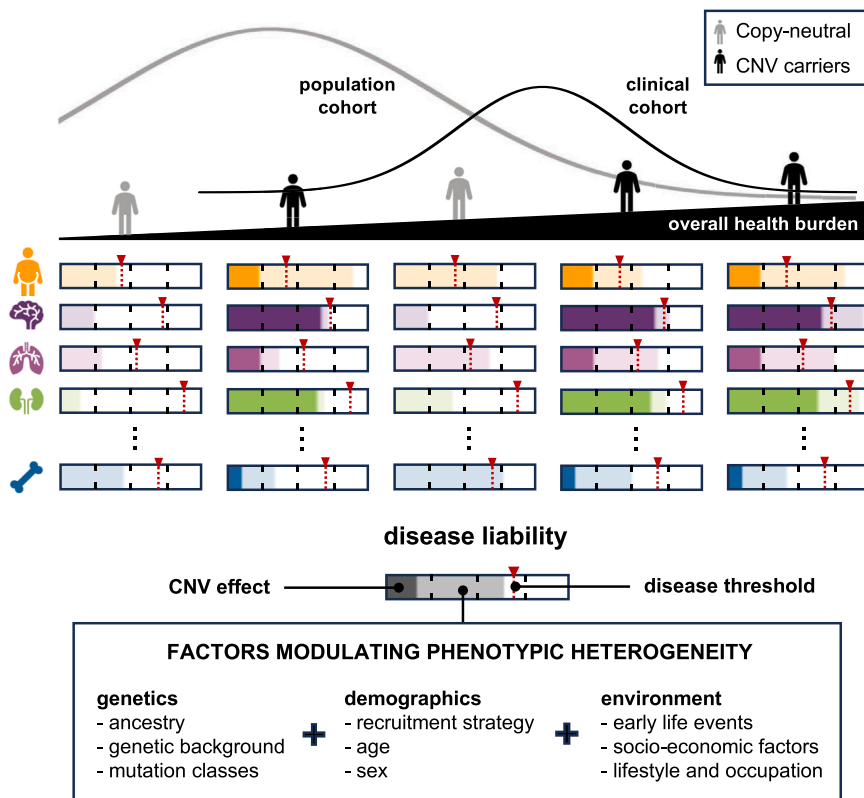 Copy-neutral
CNV carriers
population
cohort
clinical
cohort
overall health burden
disease liability
CNV effect
disease threshold
FACTORS MODULATING PHENOTYPIC HETEROGENEITY
genetics
- ancestry
- genetic background
- mutation classes
+
demographics
- recruitment strategy
- age
- sex
+
environment
- early life events
- socio-economic factors
- lifestyle and occupation